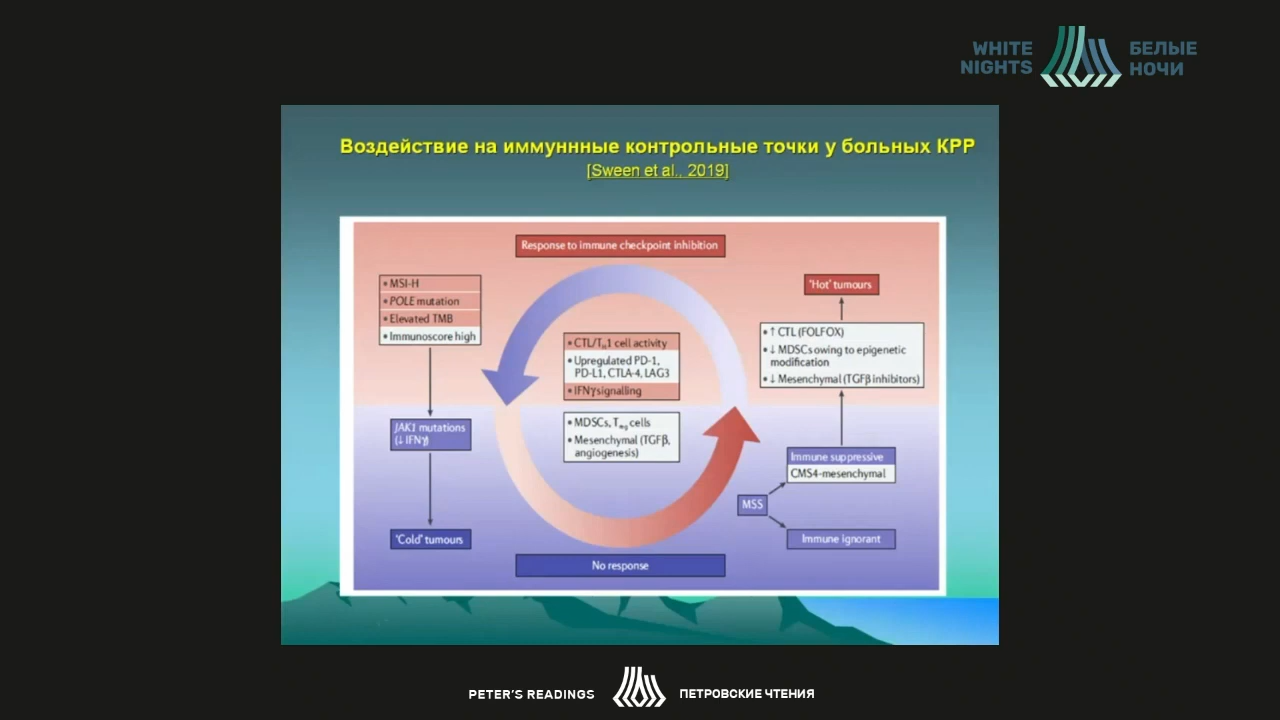 WHITE
NIGHTS
БЕЛЫЕ
НОЧИ
Воздействие на иммуннные контрольные точки у больных КРР
[Sween et al., 2019]
Response to immune checkpoint inhibition
• MSI-H
• POLE mutation
• Elevated TMB
• Immunoscore high
JAK1 mutations
(↓ IFNγ)
'Cold' tumours
• CTL/TH1 cell activity
• Upregulated PD-1,
PD-L1, CTLA-4, LAG3
• IFNγ signalling
• MDSCs, Treg cells
• Mesenchymal (TGFβ,
angiogenesis)
'Hot' tumours
• ↑ CTL (FOLFOX)
• ↓ MDSCs owing to epigenetic
modification
• ↓ Mesenchymal (TGFβ inhibitors)
Immune suppressive
CMS4-mesenchymal
MSS
Immune ignorant
No response
PETER'S READINGS
ПЕТРОВСКИЕ ЧТЕНИЯ